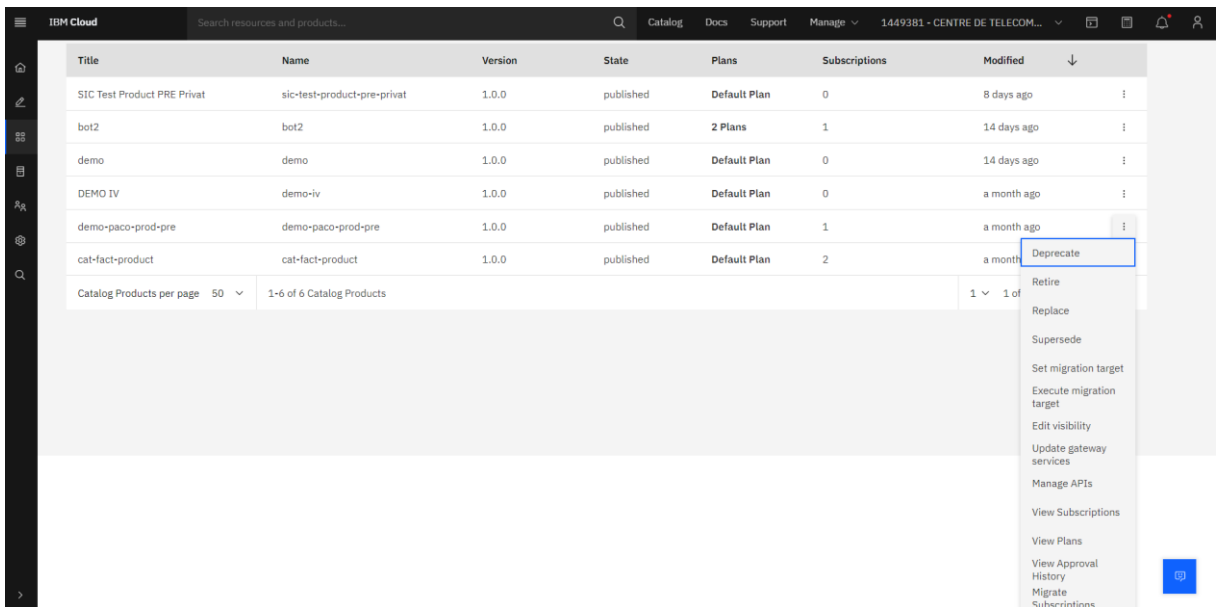 IBM Cloud Search resources and products... Catalog Docs Support Manage 1449381 - CENTRE DE TELECOM...
Title Name Version State Plans Subscriptions Modified
SIC Test Product PRE Privat sic-test-product-pre-privat 1.0.0 published Default Plan 0 8 days ago
bot2 bot2 1.0.0 published 2 Plans 1 14 days ago
demo demo 1.0.0 published Default Plan 0 14 days ago
DEMO IV demo-iv 1.0.0 published Default Plan 0 a month ago
demo-paco-prod-pre demo-paco-prod-pre 1.0.0 published Default Plan 1 a month ago
cat-fact-product cat-fact-product 1.0.0 published Default Plan 2 a month
Catalog Products per page 50 1-6 of 6 Catalog Products 1 1 of
Deprecate
Retire
Replace
Supersede
Set migration target
Execute migration
target
Edit visibility
Update gateway
services
Manage APIs
View Subscriptions
View Plans
View Approval
History
Migrate
Subscriptions